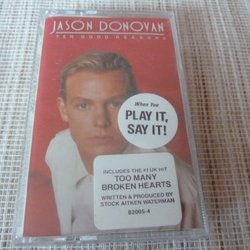 JASON DONOVAN
TEN GOOD REASONS
When You
PLAY IT,
SAY IT!
INCLUDES THE #1 UK HIT
TOO MANY
BROKEN HEARTS
WRITTEN & PRODUCED BY
STOCK AITKEN WATERMAN
82005-4